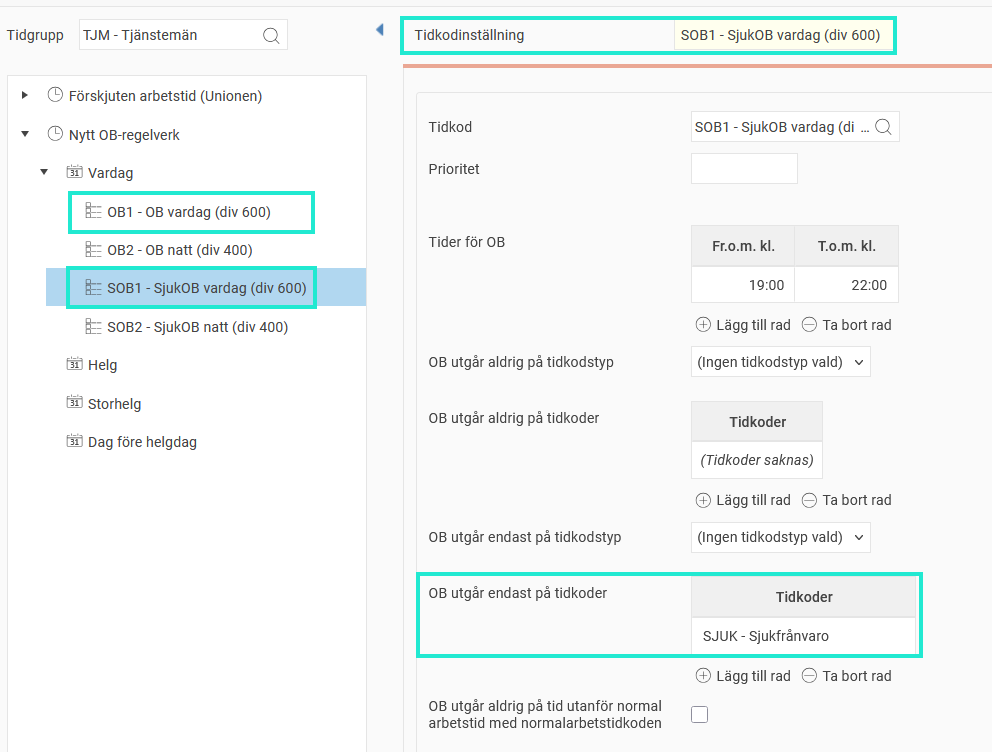 Tidgrupp TJM - Tjänstemän
Förskjuten arbetstid (Unionen)
Nytt OB-regelverk
31 Vardag
OB1 - OB vardag (div 600)
OB2 - OB natt (div 400)
SOB1 - SjukOB vardag (div 600)
SOB2 - SjukOB natt (div 400)
31 Helg
31 Storhelg
31 Dag före helgdag
Tidkodinställning SOB1 - SjukOB vardag (div 600)
Tidkod SOB1 - SjukOB vardag (di ...
Prioritet
Tider för OB Fr.o.m. kl. T.o.m. kl.
19:00 22:00
Lägg till rad Ta bort rad
OB utgår aldrig på tidkodstyp (Ingen tidkodstyp vald)
OB utgår aldrig på tidkoder Tidkoder
(Tidkoder saknas)
Lägg till rad Ta bort rad
OB utgår endast på tidkodstyp (Ingen tidkodstyp vald)
OB utgår endast på tidkoder Tidkoder
SJUK - Sjukfrånvaro
Lägg till rad Ta bort rad
OB utgår aldrig på tid utanför normal
arbetstid med normalarbetstidkoden